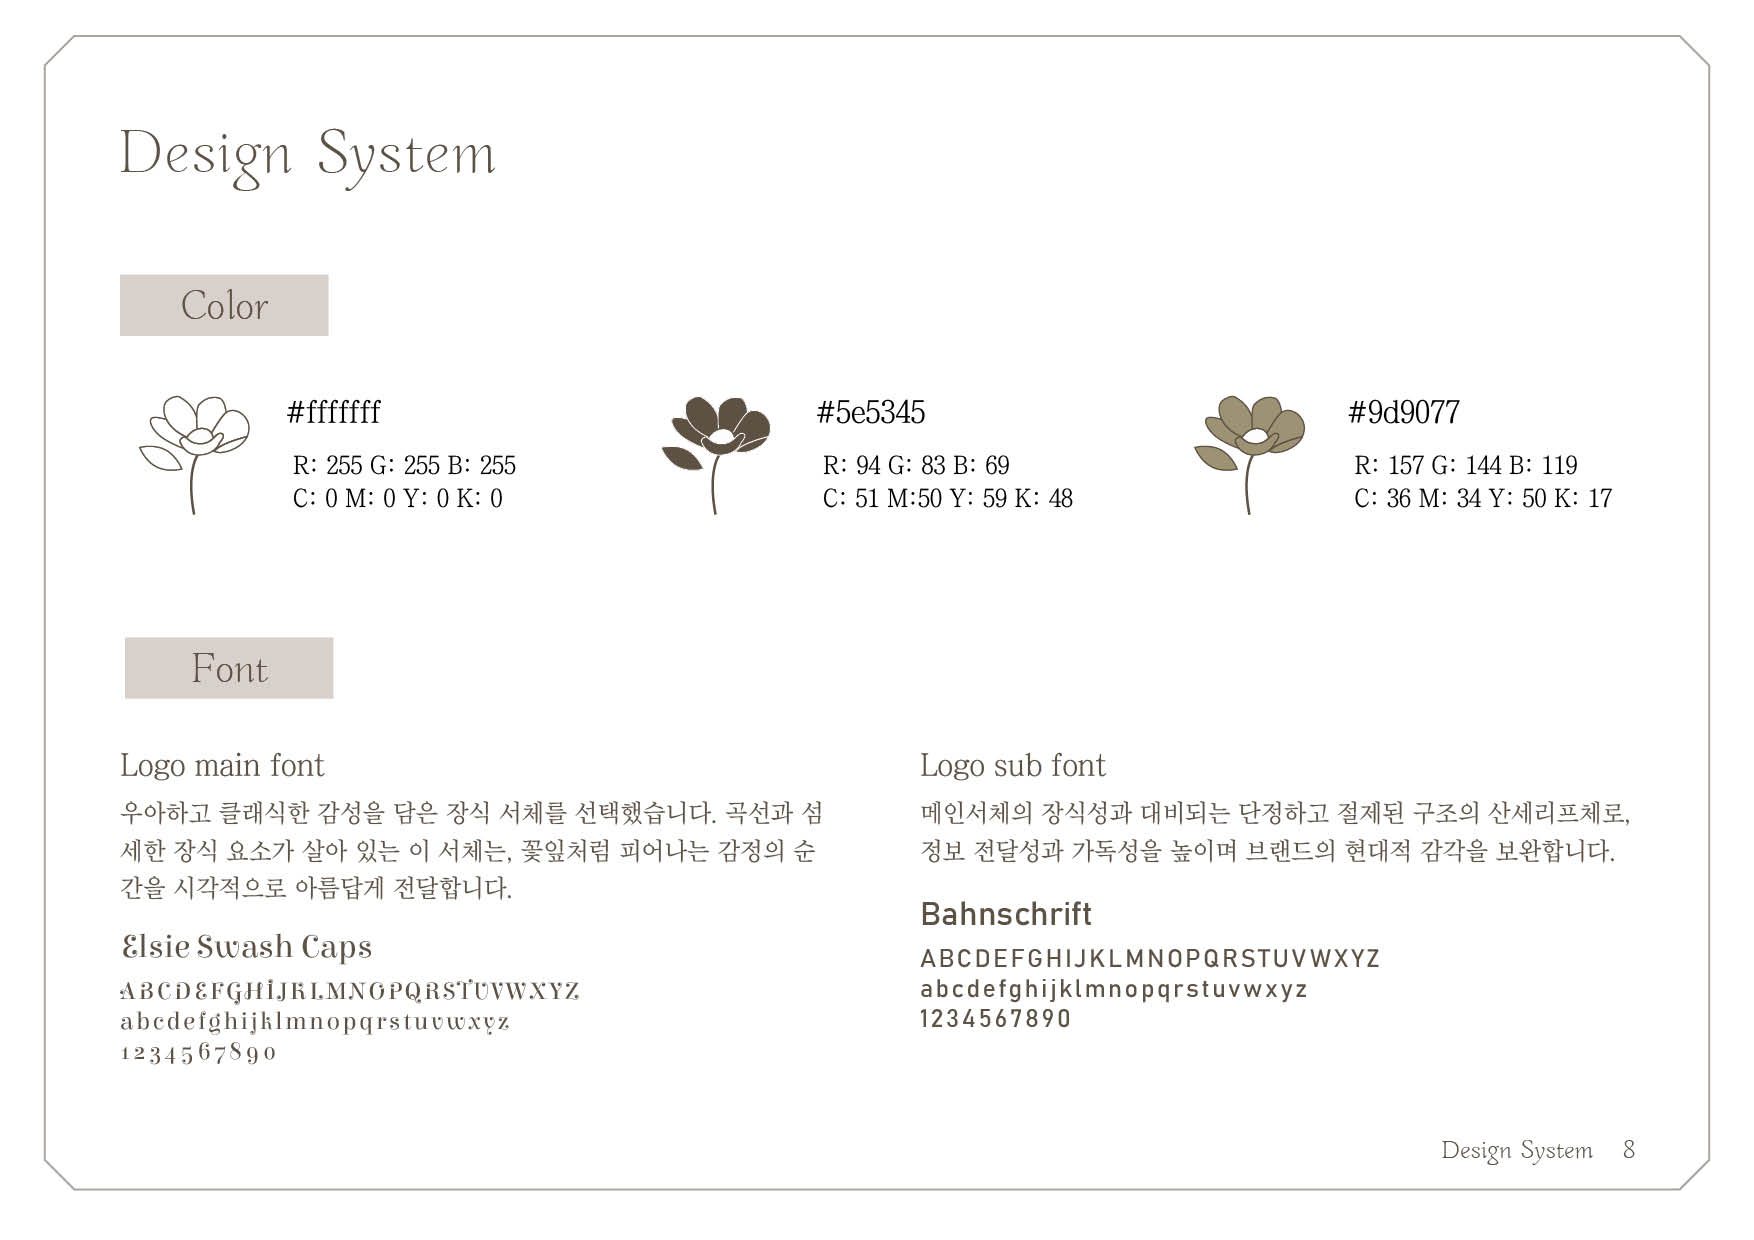 Design System
Color
#ffffff
R: 255 G: 255 B: 255
C: 0 M: 0 Y: 0 K: 0
#5e5345
R: 94 G: 83 B: 69
C: 51 M:50 Y: 59 K: 48
#9d9077
R: 157 G: 144 B: 119
C: 36 M: 34 Y: 50 K: 17
Font
Logo main font
우아하고 클래식한 감성을 담은 장식 서체를 선택했습니다. 곡선과 섬
세한 장식 요소가 살아 있는 이 서체는, 꽃잎처럼 피어나는 감정의 순
간을 시각적으로 아름답게 전달합니다.
Elsie Swash Caps
ABCDEFGHIJKLMNOPQRSTUVWXYZ
abcdefghijklmnopqrstuvwxyz
1234567890
Logo sub font
메인서체의 장식성과 대비되는 단정하고 절제된 구조의 산세리프체로,
정보 전달성과 가독성을 높이며 브랜드의 현대적 감각을 보완합니다.
Bahnschrift
ABCDEFGHIJKLMNOPQRSTUVWXYZ
abcdefghijklmnopqrstuvwxyz
1234567890
Design System 8